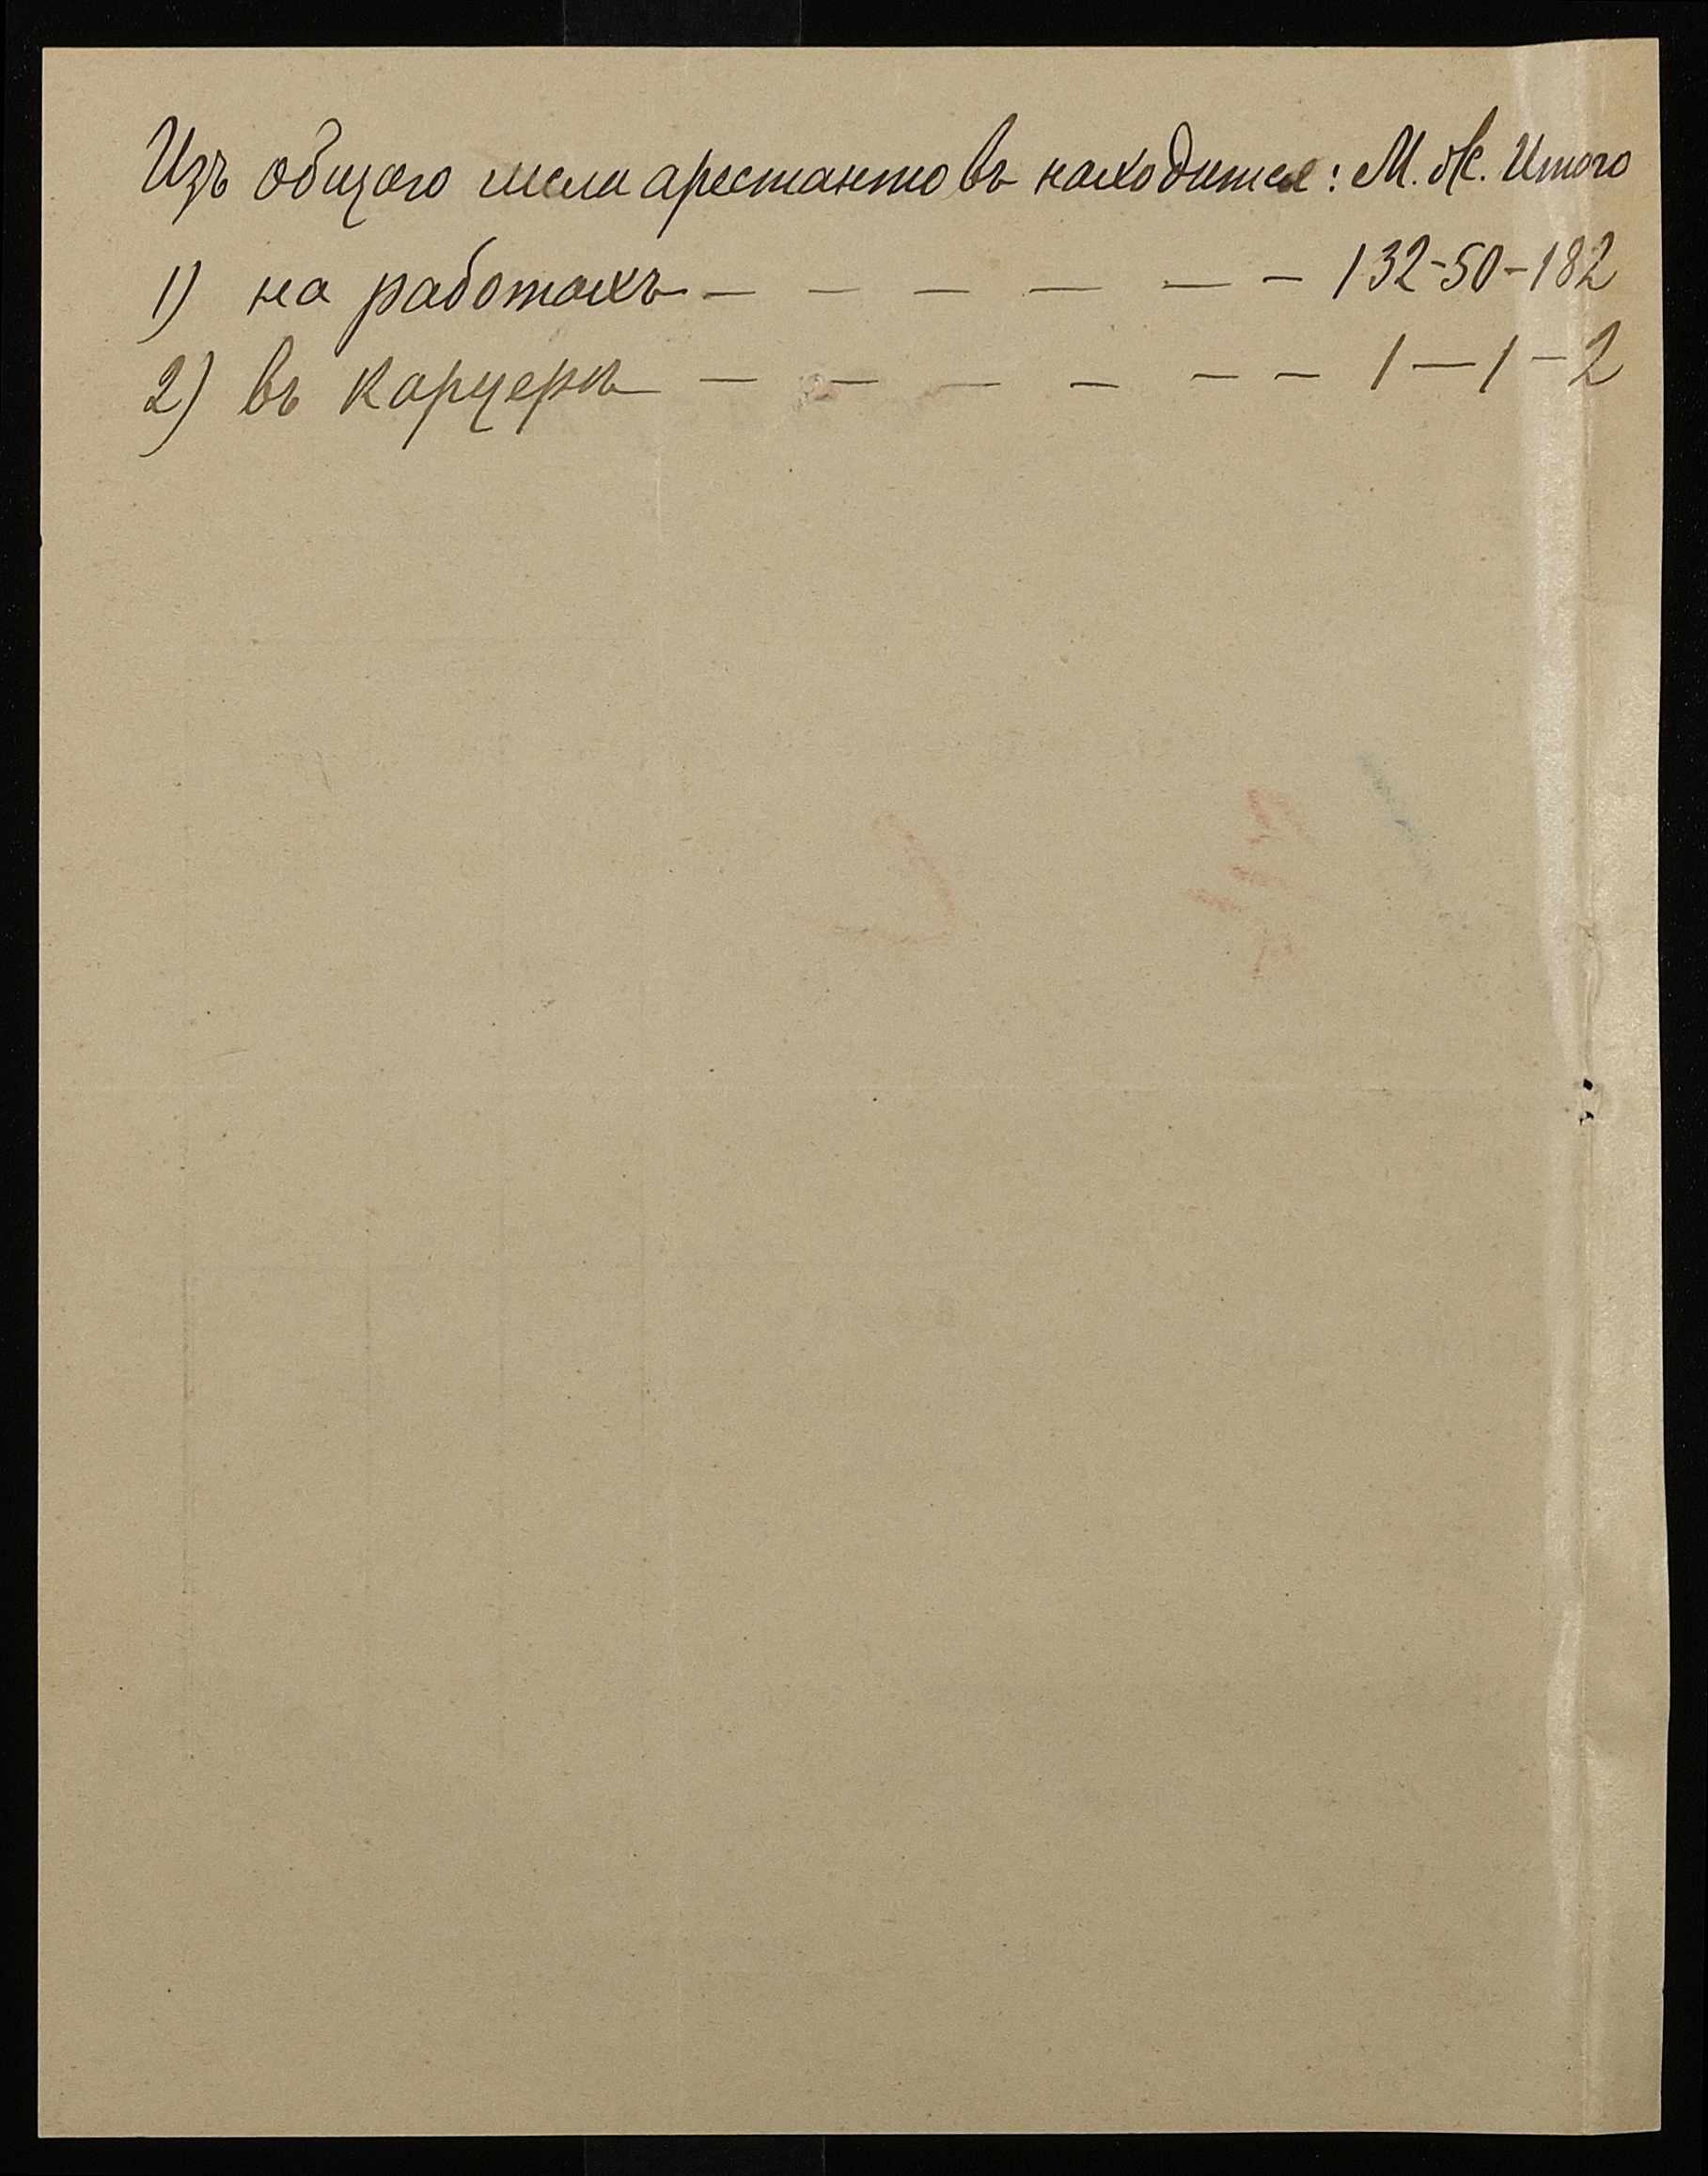 Изъ общаго числа арестантовъ находится: М. Ж. Итого
1) на работахъ — — — — — — 132-50-182
2) въ карцерѣ — — — — — — 1—1—2